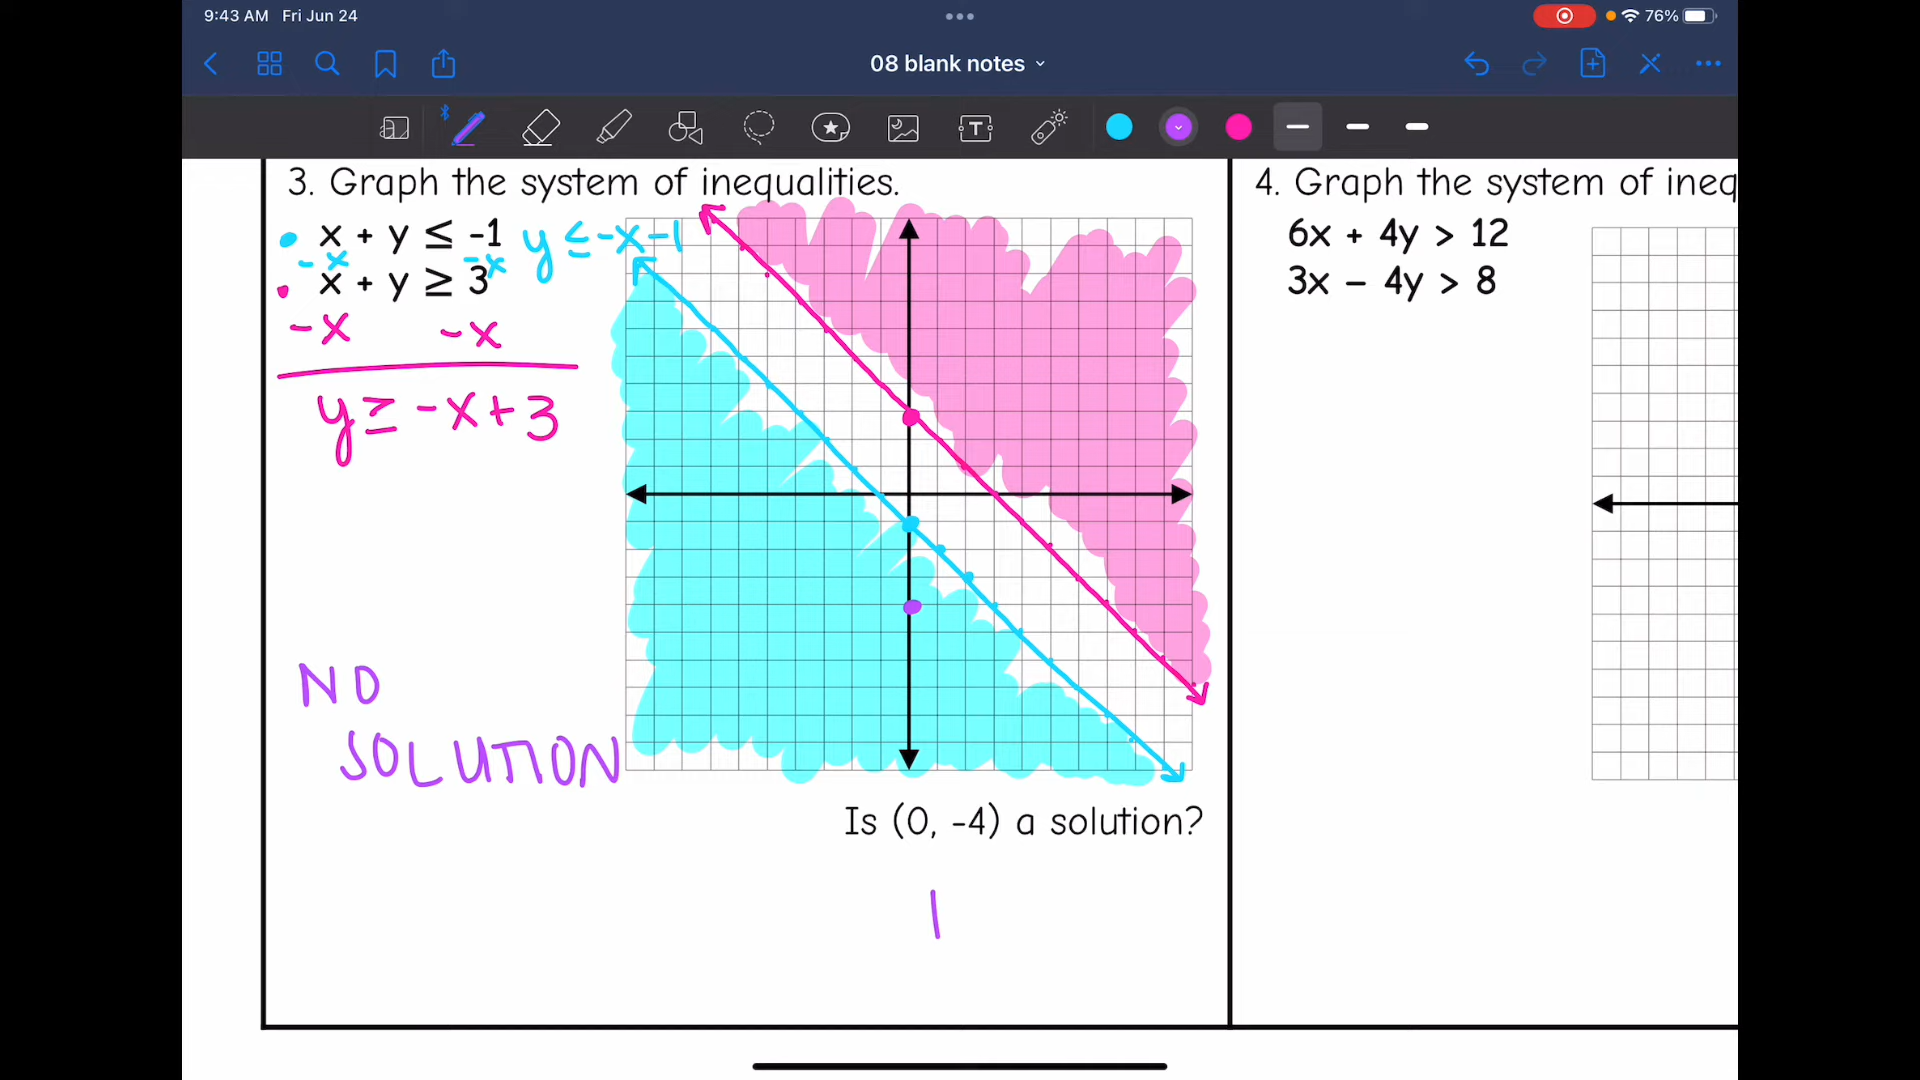 9:43 AM Fri Jun 24
76%
08 blank notes
3. Graph the system of inequalities.
x + y ≤ -1 y ≤ -x-1
-x -x
x + y ≥ 3
-x -x
y ≥ -x+3
NO
SOLUTION
Is (0, -4) a solution?
4. Graph the system of ineq
6x + 4y > 12
3x - 4y > 8